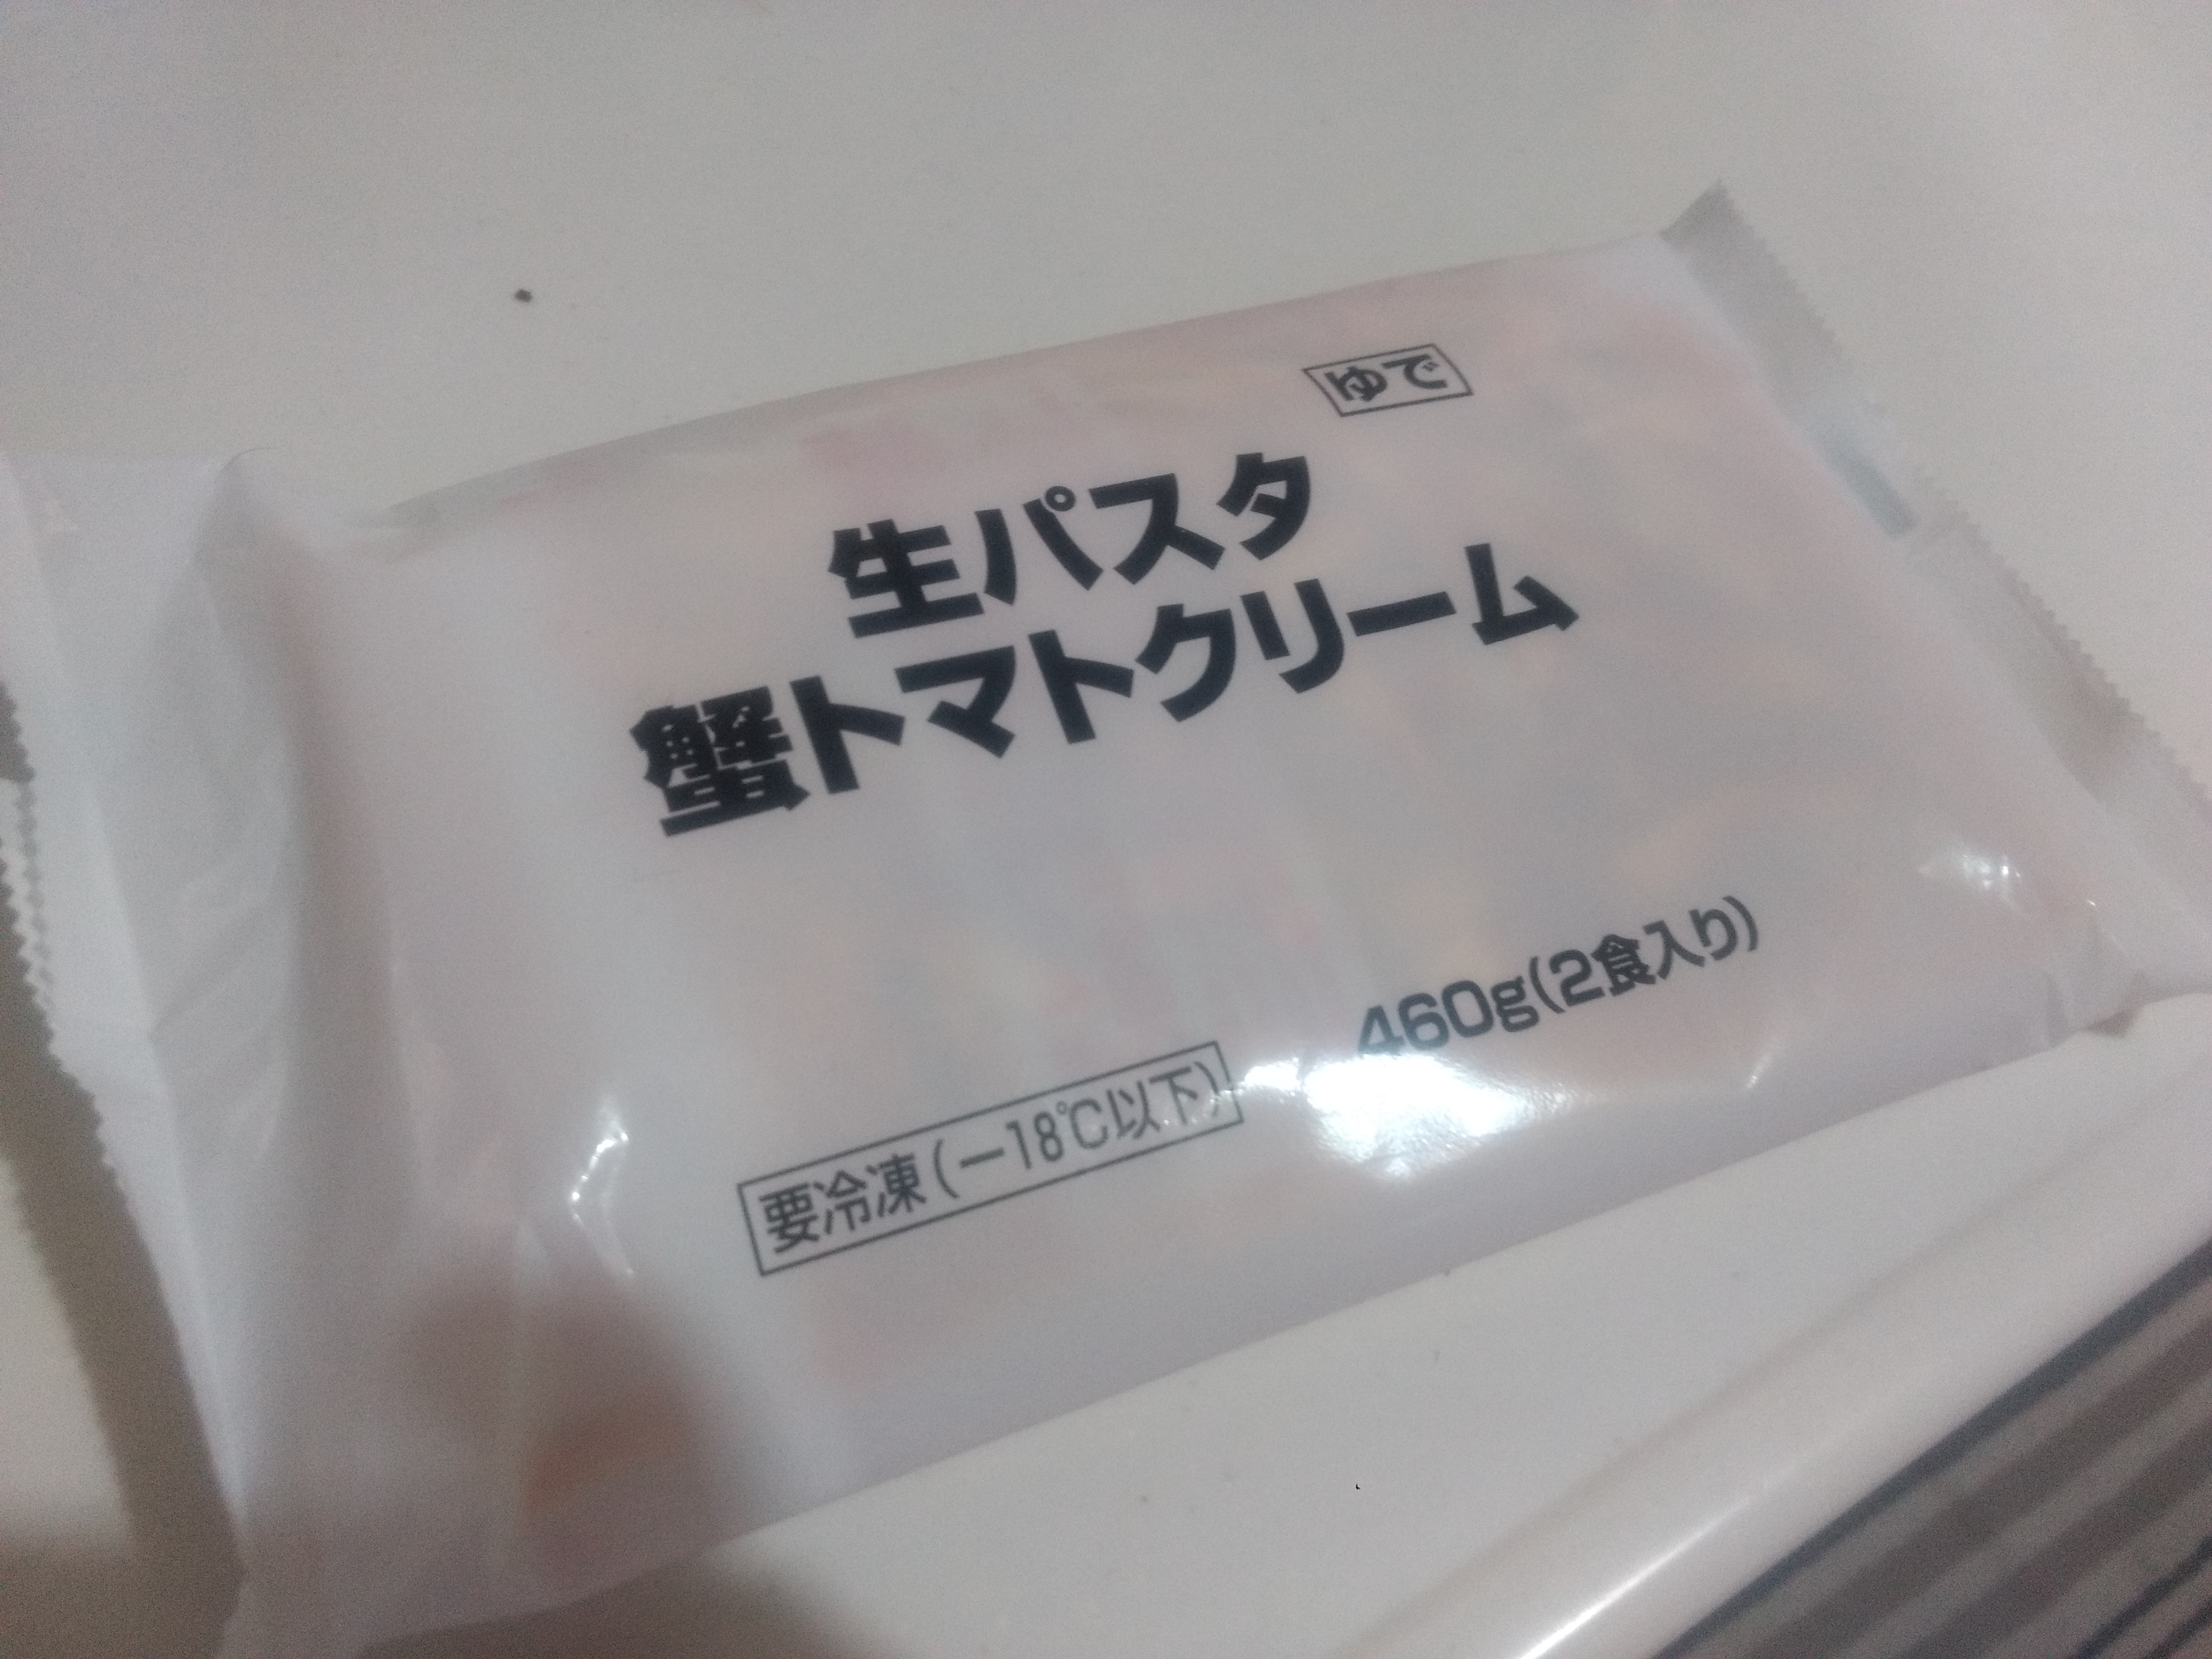 ゆで
生パスタ
蟹トマトクリーム
460g(2食入り)
要冷凍(-18℃以下)